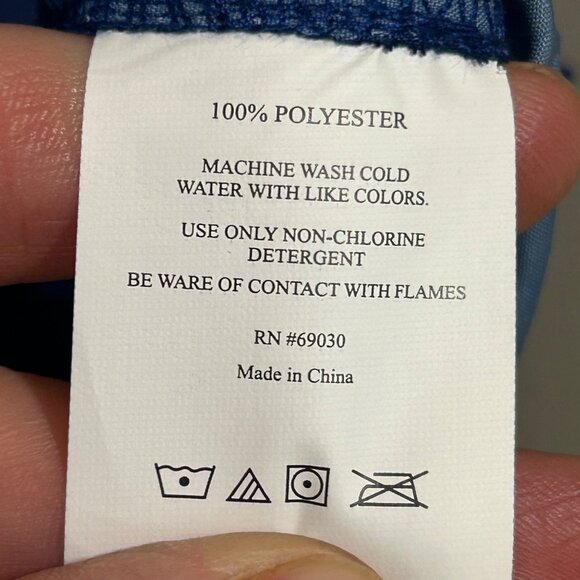 100% POLYESTER
MACHINE WASH COLD
WATER WITH LIKE COLORS.
USE ONLY NON-CHLORINE
DETERGENT
BE WARE OF CONTACT WITH FLAMES
RN #69030
Made in China